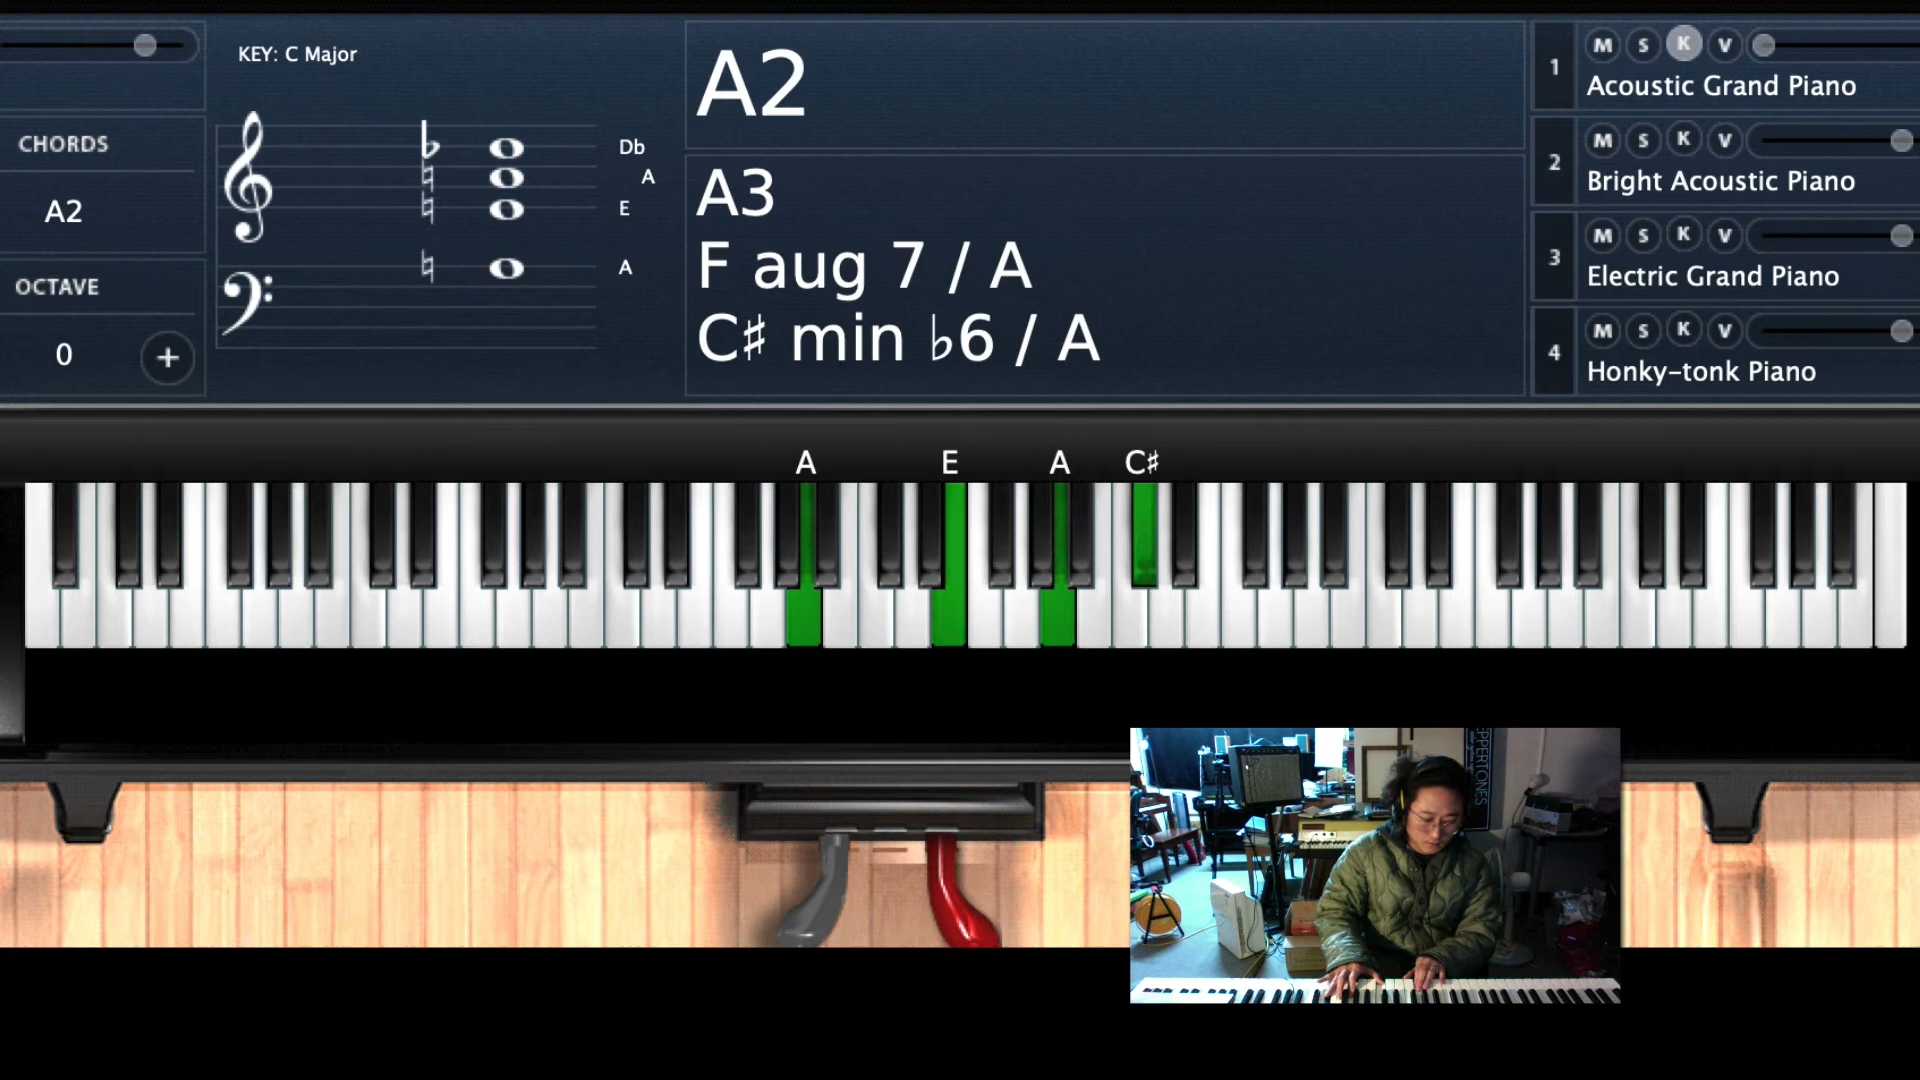 KEY: C Major
CHORDS
A2
OCTAVE
0
+
♭ Db
♮ A
♮ E
♮ A
A2
A3
F aug 7 / A
C♯ min ♭6 / A
1
M S K V
Acoustic Grand Piano
2
M S K V
Bright Acoustic Piano
3
M S K V
Electric Grand Piano
4
M S K V
Honky-tonk Piano
A E A C♯
EPPERTONES